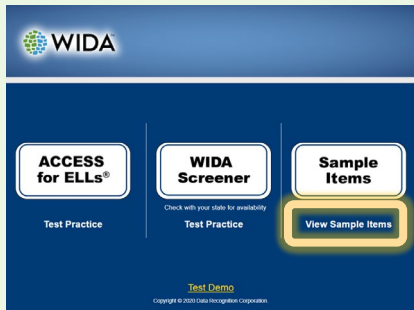 WIDA
ACCESS
for ELLs®
Test Practice
WIDA
Screener
Check with your state for availability
Test Practice
Sample
Items
View Sample Items
Test Demo
Copyright © 2020 Data Recognition Corporation.